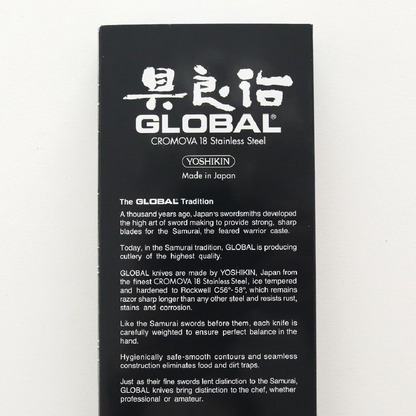 具良治
GLOBAL®
CROMOVA 18 Stainless Steel
YOSHIKIN
Made in Japan
The GLOBAL® Tradition
A thousand years ago, Japan's swordsmiths developed
the high art of sword making to provide strong, sharp
blades for the Samurai, the feared warrior caste.
Today, in the Samurai tradition, GLOBAL is producing
cutlery of the highest quality.
GLOBAL knives are made by YOSHIKIN, Japan from
the finest CROMOVA 18 Stainless Steel, ice tempered
and hardened to Rockwell C56°- 58°, which remains
razor sharp longer than any other steel and resists rust,
stains and corrosion.
Like the Samurai swords before them, each knife is
carefully weighted to ensure perfect balance in the
hand.
Hygienically safe-smooth contours and seamless
construction eliminates food and dirt traps.
Just as their fine swords lent distinction to the Samurai,
GLOBAL knives bring distinction to the chef, whether
professional or amateur.